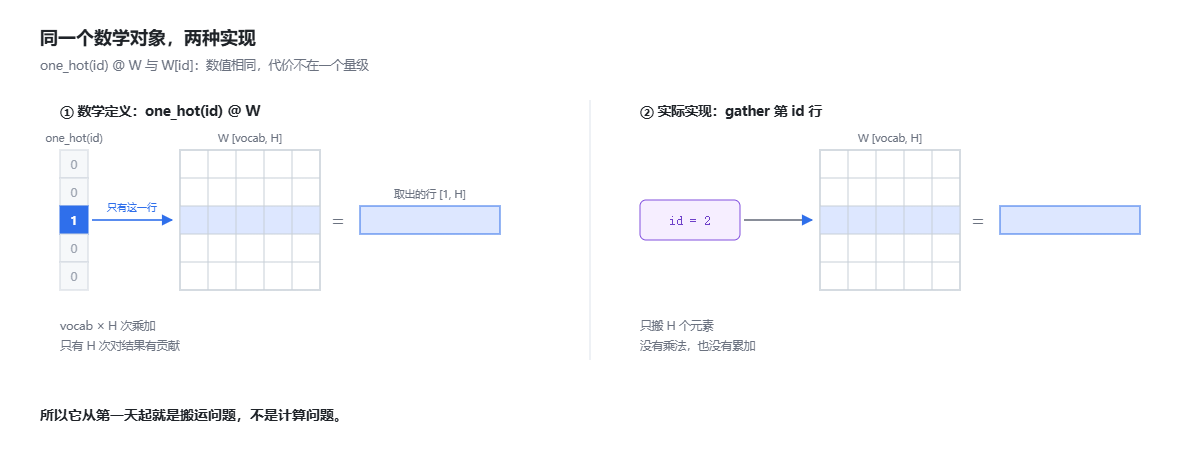 同一个数学对象，两种实现
one_hot(id) @ W 与 W[id]：数值相同，代价不在一个量级
① 数学定义：one_hot(id) @ W
one_hot(id)
W [vocab, H]
0
0
1
0
0
只有这一行
=
取出的行 [1, H]
vocab × H 次乘加
只有 H 次对结果有贡献
② 实际实现：gather 第 id 行
W [vocab, H]
id = 2
=
只搬 H 个元素
没有乘法，也没有累加
所以它从第一天起就是搬运问题，不是计算问题。